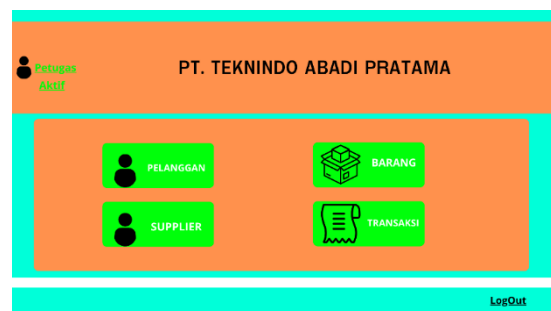 PT. TEKNINDO ABADI PRATAMA
Petugas
Aktif
PELANGGAN
BARANG
SUPPLIER
TRANSAKSI
LogOut